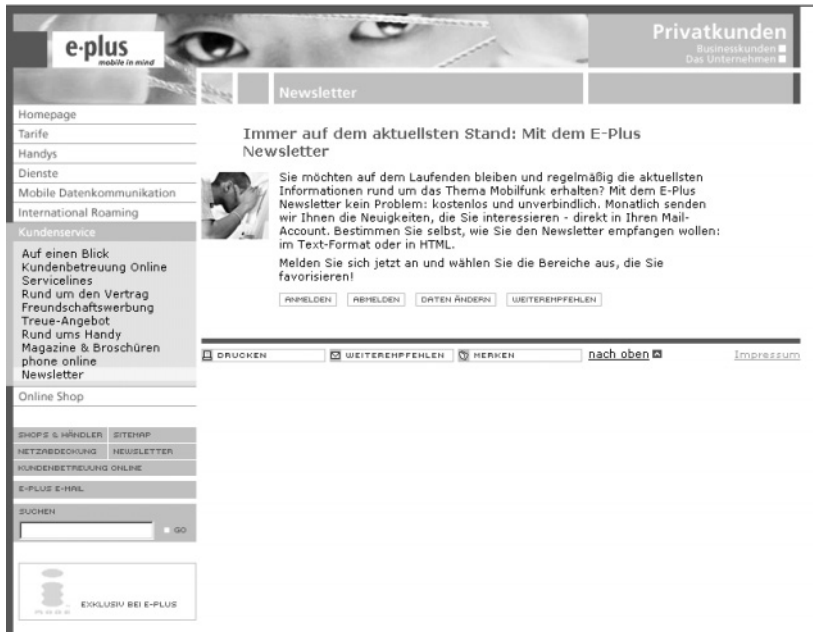 e-plus
mobile in mind
Privatkunden
Businesskunden
Das Unternehmen
Newsletter
Homepage
Tarife
Handys
Dienste
Mobile Datenkommunikation
International Roaming
Kundenservice
Auf einen Blick
Kundenbetreuung Online
Servicelines
Rund um den Vertrag
Freundschaftswerbung
Treue-Angebot
Rund ums Handy
Magazine & Broschüren
phone online
Newsletter
Online Shop
SHOPS & HÄNDLER SITEMAP
NETZABDECKUNG NEWSLETTER
KUNDENBETREUUNG ONLINE
E-PLUS E-MAIL
SUCHEN
GO
EXKLUSIV BEI E-PLUS
Immer auf dem aktuellsten Stand: Mit dem E-Plus
Newsletter
Sie möchten auf dem Laufenden bleiben und regelmäßig die aktuellsten
Informationen rund um das Thema Mobilfunk erhalten? Mit dem E-Plus
Newsletter kein Problem: kostenlos und unverbindlich. Monatlich senden
wir Ihnen die Neuigkeiten, die Sie interessieren - direkt in Ihren Mail-
Account. Bestimmen Sie selbst, wie Sie den Newsletter empfangen wollen:
im Text-Format oder in HTML.
Melden Sie sich jetzt an und wählen Sie die Bereiche aus, die Sie
favorisieren!
ANMELDEN ABMELDEN DATEN ÄNDERN WEITEREMPFEHLEN
DRUCKEN WEITEREMPFEHLEN MERKEN nach oben Impressum